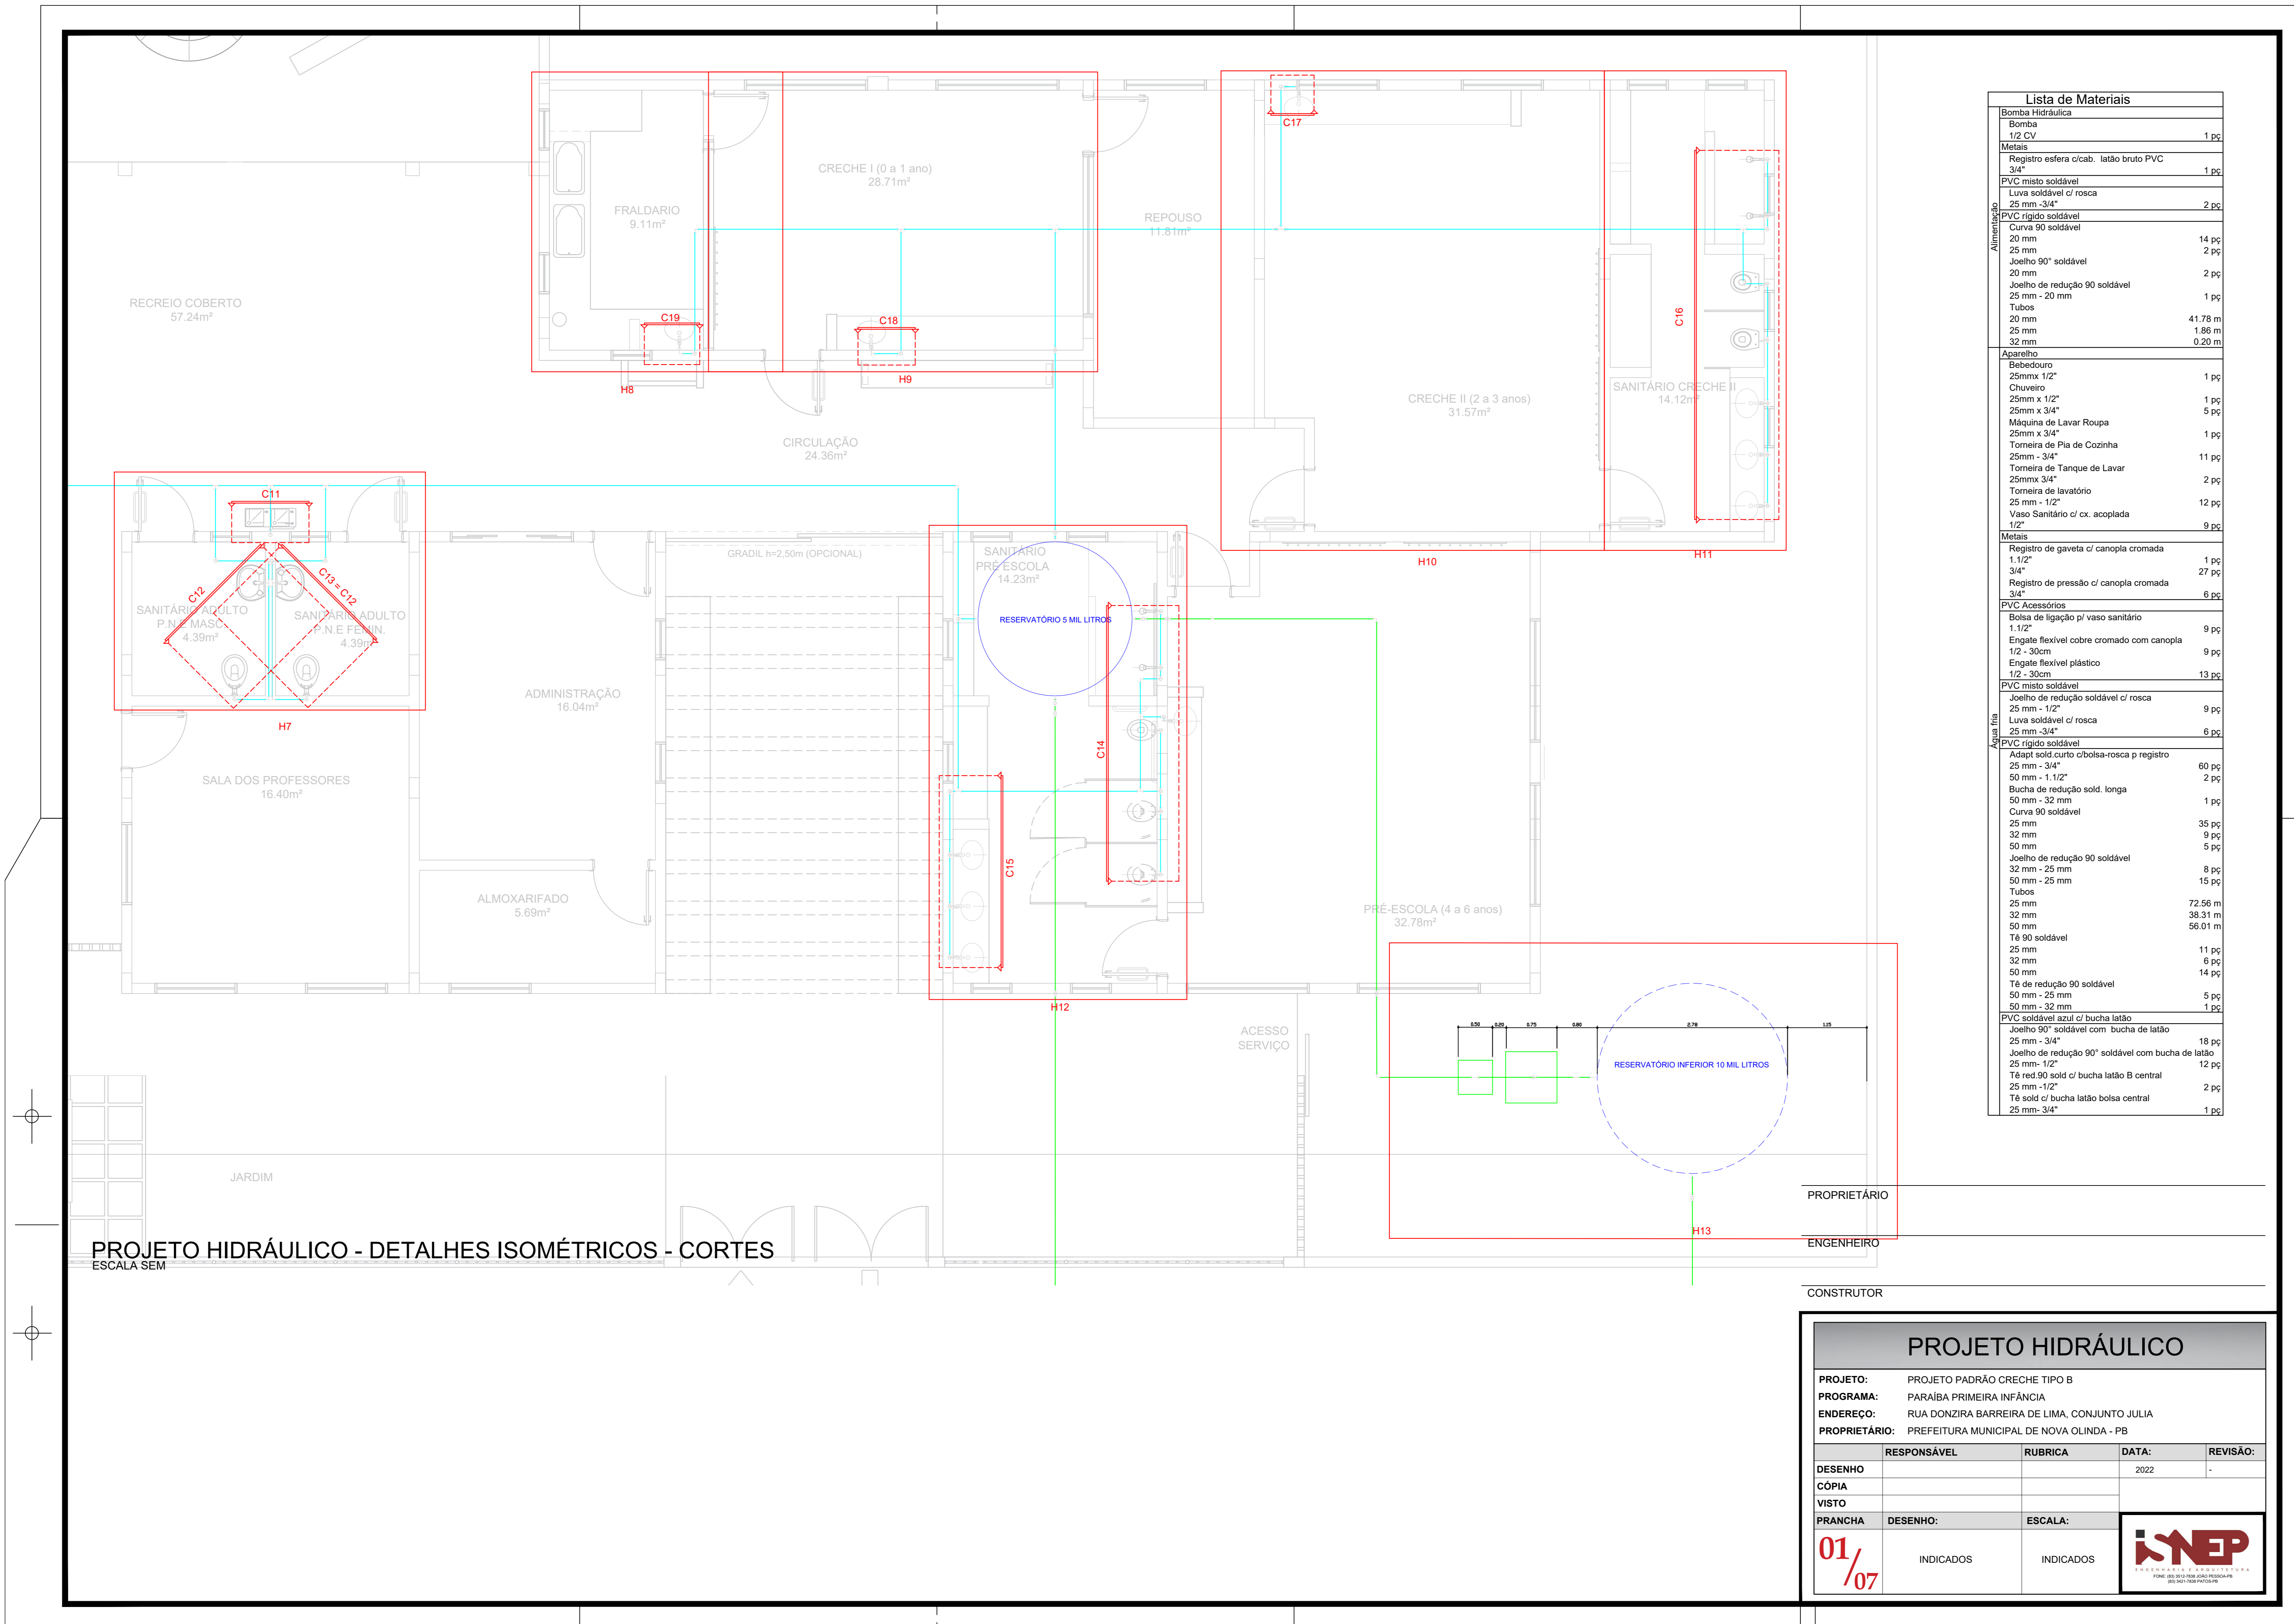 C17
CRECHE I (0 a 1 ano)
28.71m²
FRALDARIO
9.11m²
REPOUSO
11.81m²
RECREIO COBERTO
57.24m²
C19
C18
C16
H8
H9
SANITÁRIO CRECHE II
14.12m²
CRECHE II (2 a 3 anos)
31.57m²
CIRCULAÇÃO
24.36m²
C11
GRADIL h=2,50m (OPCIONAL)
SANITÁRIO
PRÉ ESCOLA
14.23m²
H10
H11
C12
C13 = C12
SANITÁRIO ADULTO
P.N.E MASC.
4.39m²
SANITÁRIO ADULTO
P.N.E FEMIN.
4.39m²
RESERVATÓRIO 5 MIL LITROS
ADMINISTRAÇÃO
16.04m²
H7
C14
SALA DOS PROFESSORES
16.40m²
C15
ALMOXARIFADO
5.69m²
PRÉ-ESCOLA (4 a 6 anos)
32.78m²
H12
ACESSO
SERVIÇO
0.50 0.20 0.75 0.80 2.78 1.15
RESERVATÓRIO INFERIOR 10 MIL LITROS
JARDIM
H13
PROJETO HIDRÁULICO - DETALHES ISOMÉTRICOS - CORTES
ESCALA SEM
Lista de Materiais
Alimentação
Bomba Hidráulica
Bomba
1/2 CV 1 pç
Metais
Registro esfera c/cab. latão bruto PVC
3/4" 1 pç
PVC misto soldável
Luva soldável c/ rosca
25 mm -3/4" 2 pç
PVC rígido soldável
Curva 90 soldável
20 mm 14 pç
25 mm 2 pç
Joelho 90° soldável
20 mm 2 pç
Joelho de redução 90 soldável
25 mm - 20 mm 1 pç
Tubos
20 mm 41.78 m
25 mm 1.86 m
32 mm 0.20 m
Água fria
Aparelho
Bebedouro
25mmx 1/2" 1 pç
Chuveiro
25mm x 1/2" 1 pç
25mm x 3/4" 5 pç
Máquina de Lavar Roupa
25mm x 3/4" 1 pç
Torneira de Pia de Cozinha
25mm - 3/4" 11 pç
Torneira de Tanque de Lavar
25mmx 3/4" 2 pç
Torneira de lavatório
25 mm - 1/2" 12 pç
Vaso Sanitário c/ cx. acoplada
1/2" 9 pç
Metais
Registro de gaveta c/ canopla cromada
1.1/2" 1 pç
3/4" 27 pç
Registro de pressão c/ canopla cromada
3/4" 6 pç
PVC Acessórios
Bolsa de ligação p/ vaso sanitário
1.1/2" 9 pç
Engate flexível cobre cromado com canopla
1/2 - 30cm 9 pç
Engate flexível plástico
1/2 - 30cm 13 pç
PVC misto soldável
Joelho de redução soldável c/ rosca
25 mm - 1/2" 9 pç
Luva soldável c/ rosca
25 mm -3/4" 6 pç
PVC rígido soldável
Adapt sold.curto c/bolsa-rosca p registro
25 mm - 3/4" 60 pç
50 mm - 1.1/2" 2 pç
Bucha de redução sold. longa
50 mm - 32 mm 1 pç
Curva 90 soldável
25 mm 35 pç
32 mm 9 pç
50 mm 5 pç
Joelho de redução 90 soldável
32 mm - 25 mm 8 pç
50 mm - 25 mm 15 pç
Tubos
25 mm 72.56 m
32 mm 38.31 m
50 mm 56.01 m
Tê 90 soldável
25 mm 11 pç
32 mm 6 pç
50 mm 14 pç
Tê de redução 90 soldável
50 mm - 25 mm 5 pç
50 mm - 32 mm 1 pç
PVC soldável azul c/ bucha latão
Joelho 90° soldável com bucha de latão
25 mm - 3/4" 18 pç
Joelho de redução 90° soldável com bucha de latão
25 mm- 1/2" 12 pç
Tê red.90 sold c/ bucha latão B central
25 mm -1/2" 2 pç
Tê sold c/ bucha latão bolsa central
25 mm- 3/4" 1 pç
PROPRIETÁRIO
ENGENHEIRO
CONSTRUTOR
PROJETO HIDRÁULICO
PROJETO: PROJETO PADRÃO CRECHE TIPO B
PROGRAMA: PARAÍBA PRIMEIRA INFÂNCIA
ENDEREÇO: RUA DONZIRA BARREIRA DE LIMA, CONJUNTO JULIA
PROPRIETÁRIO: PREFEITURA MUNICIPAL DE NOVA OLINDA - PB
RESPONSÁVEL RUBRICA DATA: REVISÃO:
DESENHO 2022 -
CÓPIA
VISTO
PRANCHA DESENHO: ESCALA:
01/07 INDICADOS INDICADOS
iSNEP
ENGENHARIA E ARQUITETURA
FONE: (83) 3512-7836 JOÃO PESSOA-PB
(83) 3421-7836 PATOS-PB